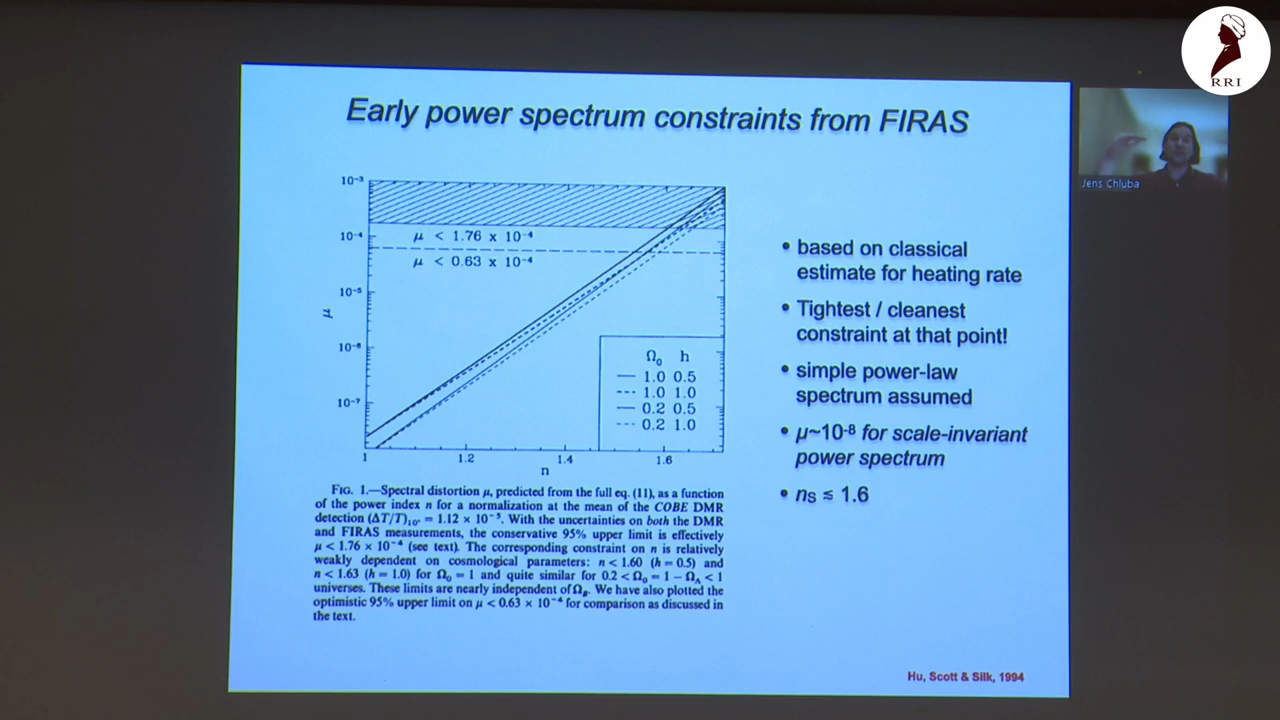 RRI
Early power spectrum constraints from FIRAS
Jens Chluba
10⁻³
10⁻⁴
10⁻⁵
10⁻⁶
10⁻⁷
μ
μ < 1.76 x 10⁻⁴
μ < 0.63 x 10⁻⁴
Ω₀ h
1.0 0.5
1.0 1.0
0.2 0.5
0.2 1.0
1 1.2 1.4 1.6
n
• based on classical
estimate for heating rate
• Tightest / cleanest
constraint at that point!
• simple power-law
spectrum assumed
• μ~10⁻⁸ for scale-invariant
power spectrum
• nS ≲ 1.6
FIG. 1.—Spectral distortion μ, predicted from the full eq. (11), as a function
of the power index n for a normalization at the mean of the COBE DMR
detection (ΔT/T)₁₀° = 1.12 × 10⁻⁵. With the uncertainties on both the DMR
and FIRAS measurements, the conservative 95% upper limit is effectively
μ < 1.76 × 10⁻⁴ (see text). The corresponding constraint on n is relatively
weakly dependent on cosmological parameters: n < 1.60 (h = 0.5) and
n < 1.63 (h = 1.0) for Ω₀ = 1 and quite similar for 0.2 < Ω₀ = 1 − Ω_Λ < 1
universes. These limits are nearly independent of Ω_B. We have also plotted the
optimistic 95% upper limit on μ < 0.63 × 10⁻⁴ for comparison as discussed in
the text.
Hu, Scott & Silk, 1994